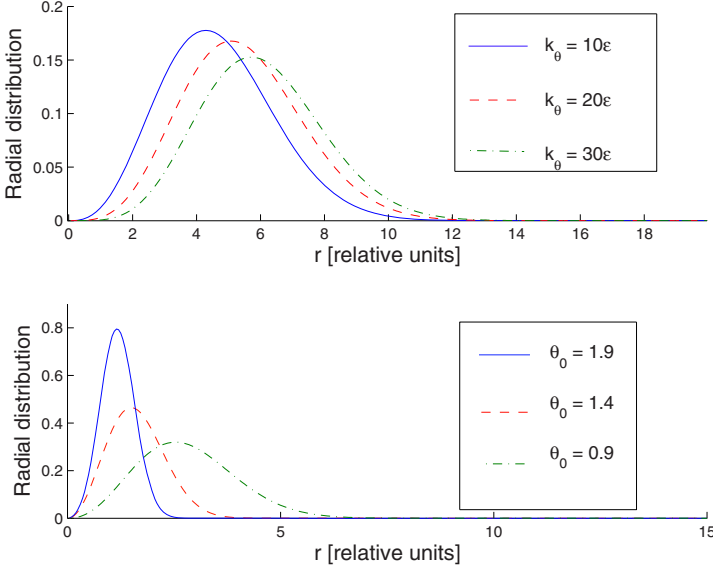 0.2
0.15
0.1
0.05
0
Radial distribution
k_θ = 10ε
k_θ = 20ε
k_θ = 30ε
0 2 4 6 8 10 12 14 16 18
r [relative units]
0.8
0.6
0.4
0.2
0
Radial distribution
θ_0 = 1.9
θ_0 = 1.4
θ_0 = 0.9
0 5 10 15
r [relative units]